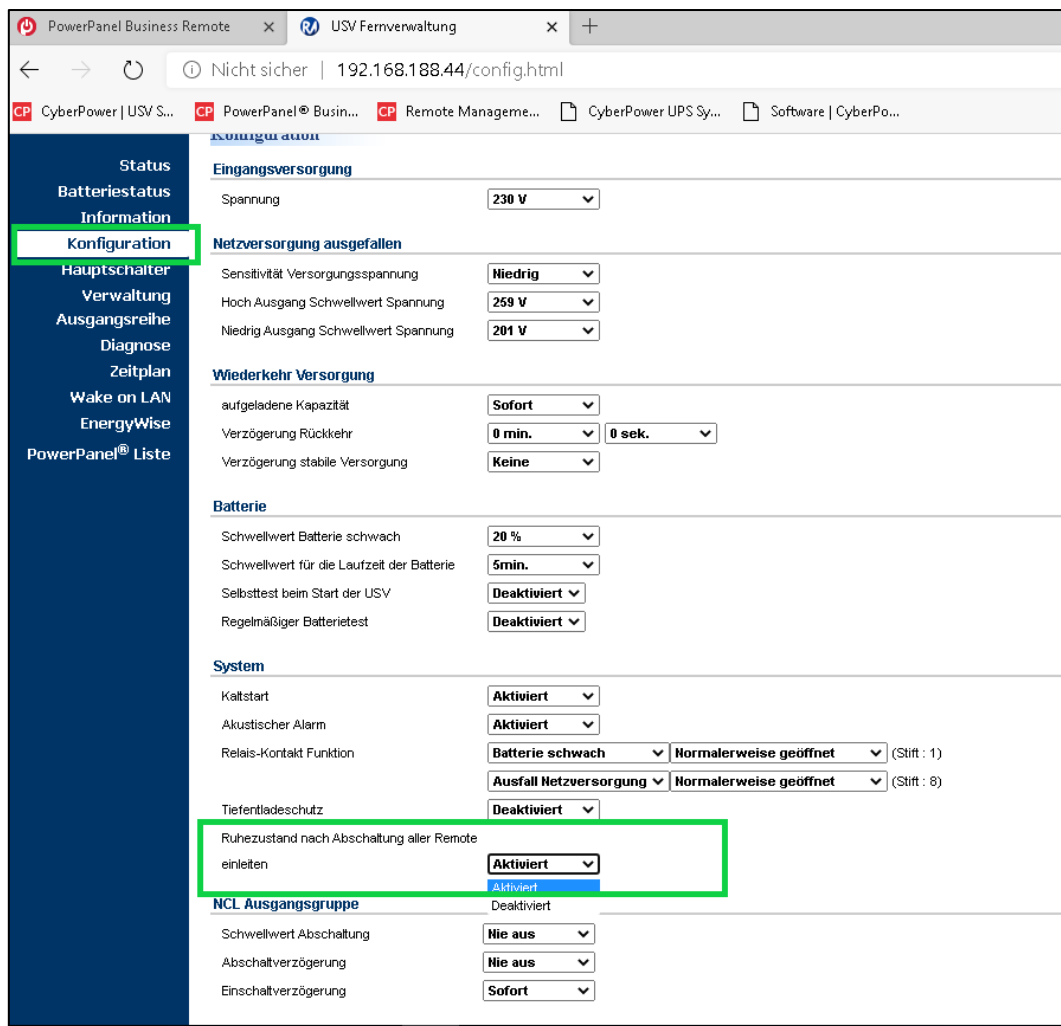 PowerPanel Business Remote
USV Fernverwaltung
Nicht sicher | 192.168.188.44/config.html
CP CyberPower | USV S... CP PowerPanel® Busin... CP Remote Manageme... CyberPower UPS Sy... Software | CyberPo...
Status
Batteriestatus
Information
Konfiguration
Hauptschalter
Verwaltung
Ausgangsreihe
Diagnose
Zeitplan
Wake on LAN
EnergyWise
PowerPanel® Liste
Konfiguration
Eingangsversorgung
Spannung 230 V
Netzversorgung ausgefallen
Sensitivität Versorgungsspannung Niedrig
Hoch Ausgang Schwellwert Spannung 259 V
Niedrig Ausgang Schwellwert Spannung 201 V
Wiederkehr Versorgung
aufgeladene Kapazität Sofort
Verzögerung Rückkehr 0 min. 0 sek.
Verzögerung stabile Versorgung Keine
Batterie
Schwellwert Batterie schwach 20 %
Schwellwert für die Laufzeit der Batterie 5min.
Selbsttest beim Start der USV Deaktiviert
Regelmäßiger Batterietest Deaktiviert
System
Kaltstart Aktiviert
Akustischer Alarm Aktiviert
Relais-Kontakt Funktion Batterie schwach Normalerweise geöffnet (Stift : 1)
Ausfall Netzversorgung Normalerweise geöffnet (Stift : 8)
Tiefentladeschutz Deaktiviert
Ruhezustand nach Abschaltung aller Remote
einleiten Aktiviert
Aktiviert
Deaktiviert
NCL Ausgangsgruppe
Schwellwert Abschaltung Nie aus
Abschaltverzögerung Nie aus
Einschaltverzögerung Sofort